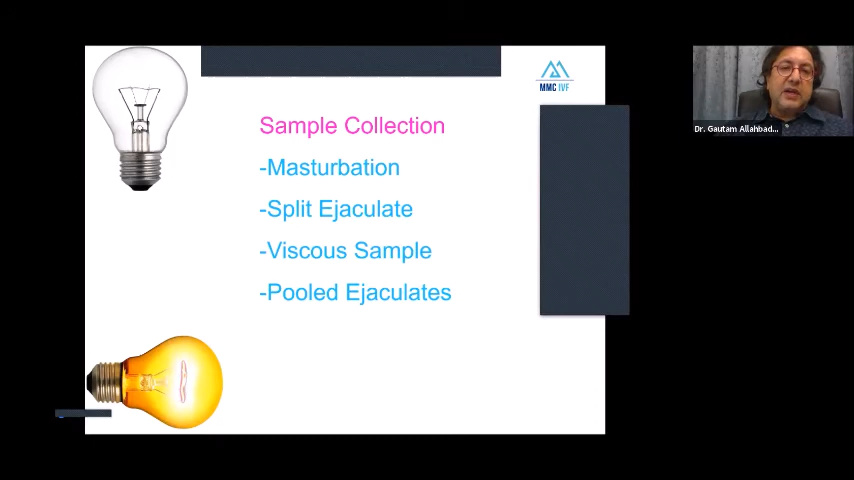 MMC IVF
Sample Collection
-Masturbation
-Split Ejaculate
-Viscous Sample
-Pooled Ejaculates
Dr. Gautam Allahbad...